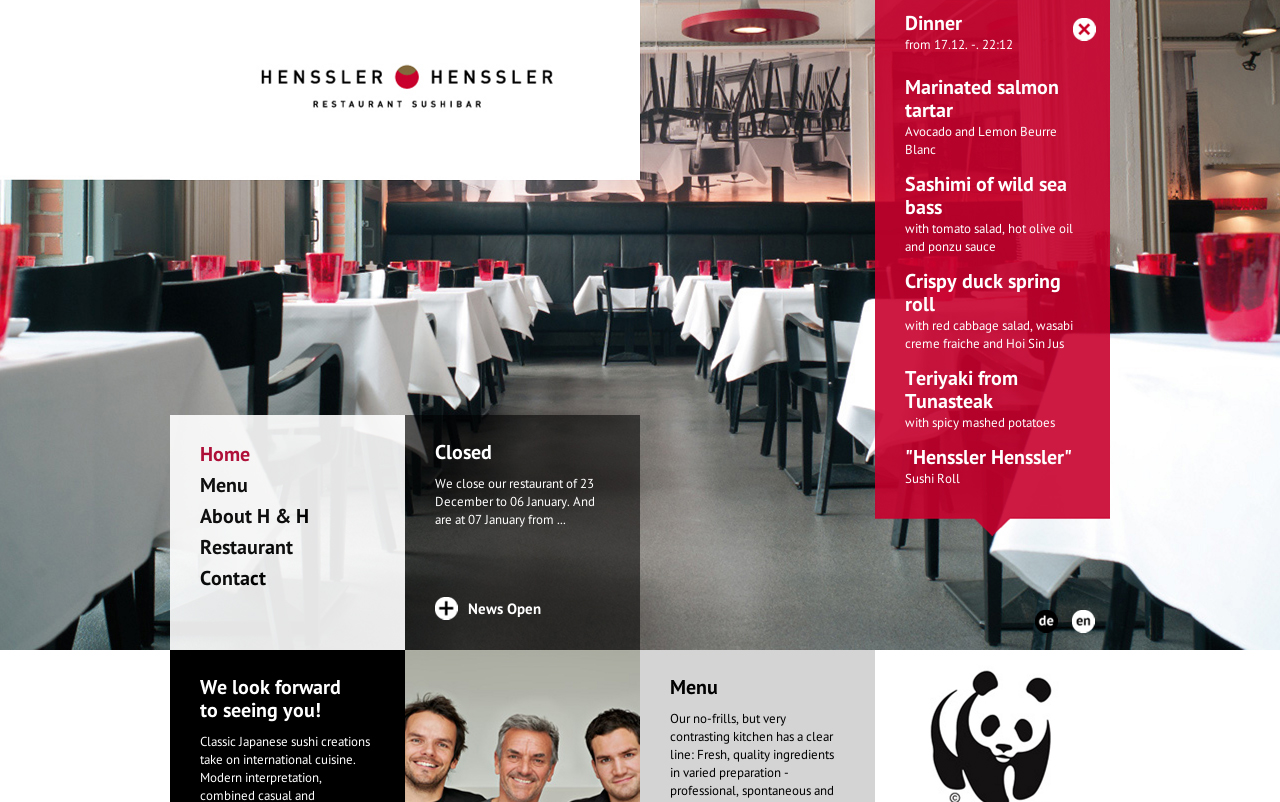 HENSSLER HENSSLER
RESTAURANT SUSHIBAR
Dinner
from 17.12. -. 22:12
Marinated salmon
tartar
Avocado and Lemon Beurre
Blanc
Sashimi of wild sea
bass
with tomato salad, hot olive oil
and ponzu sauce
Crispy duck spring
roll
with red cabbage salad, wasabi
creme fraiche and Hoi Sin Jus
Teriyaki from
Tunasteak
with spicy mashed potatoes
"Henssler Henssler"
Sushi Roll
Home
Menu
About H & H
Restaurant
Contact
Closed
We close our restaurant of 23
December to 06 January. And
are at 07 January from ...
News Open
de en
We look forward
to seeing you!
Classic Japanese sushi creations
take on international cuisine.
Modern interpretation,
combined casual and
Menu
Our no-frills, but very
contrasting kitchen has a clear
line: Fresh, quality ingredients
in varied preparation -
professional, spontaneous and
©